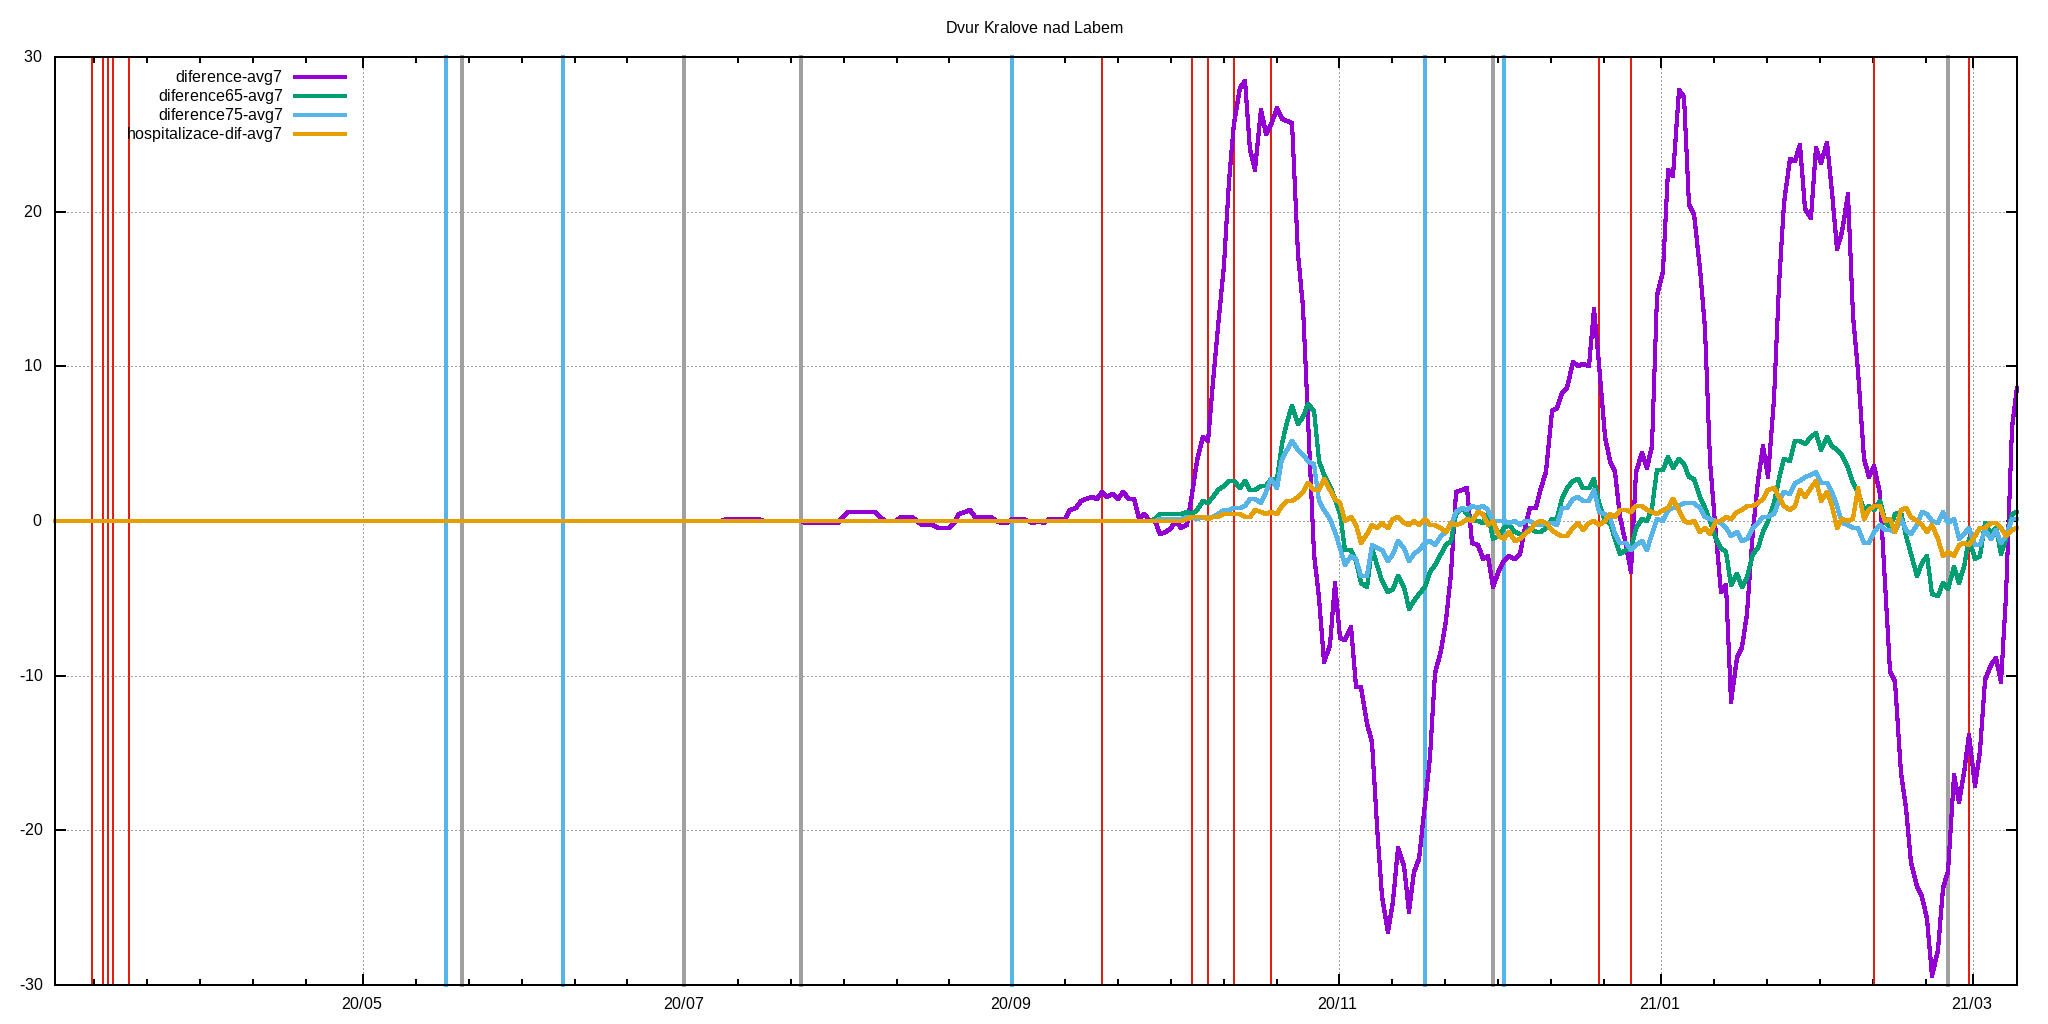 Dvur Kralove nad Labem
30
20
10
0
-10
-20
-30
diference-avg7
diference65-avg7
diference75-avg7
hospitalizace-dif-avg7
20/05
20/07
20/09
20/11
21/01
21/03